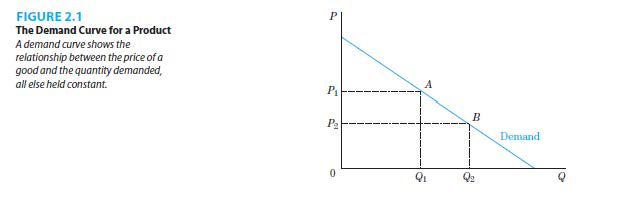 FIGURE 2.1
The Demand Curve for a Product
A demand curve shows the
relationship between the price of a
good and the quantity demanded,
all else held constant.
P
A
P1
B
P2
Demand
0
Q1
Q2
Q